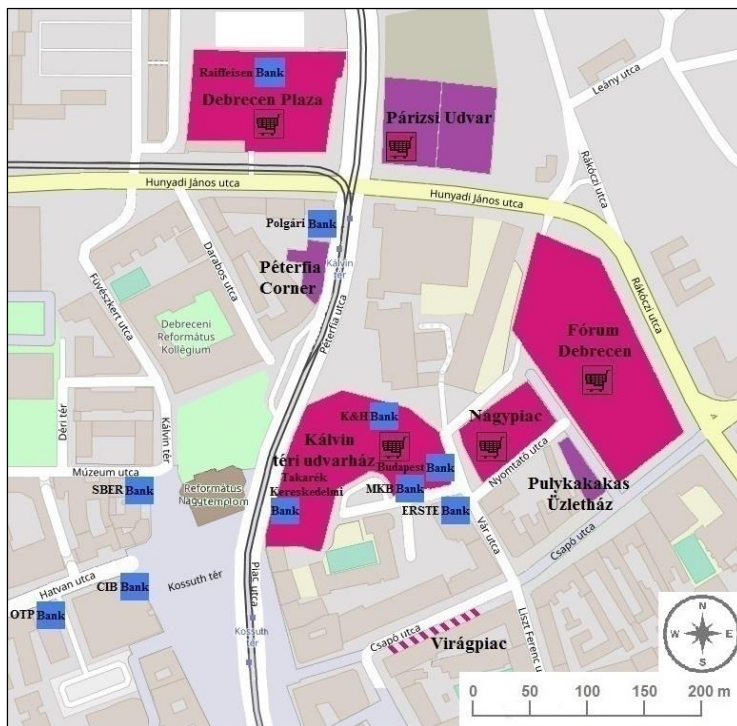 Raiffeisen Bank
Debrecen Plaza
Párizsi Udvar
Leány utca
Rákóczi utca
Hunyadi János utca
Hunyadi János utca
Polgári Bank
Kálvin
tér
Péterfia
Corner
Péterfia utca
Darabos utca
Füvészkert utca
Debreceni
Református
Kollégium
Rákóczi utca
Fórum
Debrecen
K&H Bank
Kálvin
téri udvarház
Budapest Bank
Takarék
Kereskedelmi
Bank
MKB Bank
ERSTE Bank
Nagypiac
Nyomtató utca
Pulykakakas
Üzletház
Déri tér
Kálvin tér
Múzeum utca
SBER Bank
Református
Nagytemplom
Vár utca
Csapó utca
Hatvan utca
CIB Bank
Kossuth tér
OTP Bank
Piac utca
Kossuth
tér
Csapó utca
Virágpiac
Liszt Ferenc u
N
W E
S
0 50 100 150 200 m